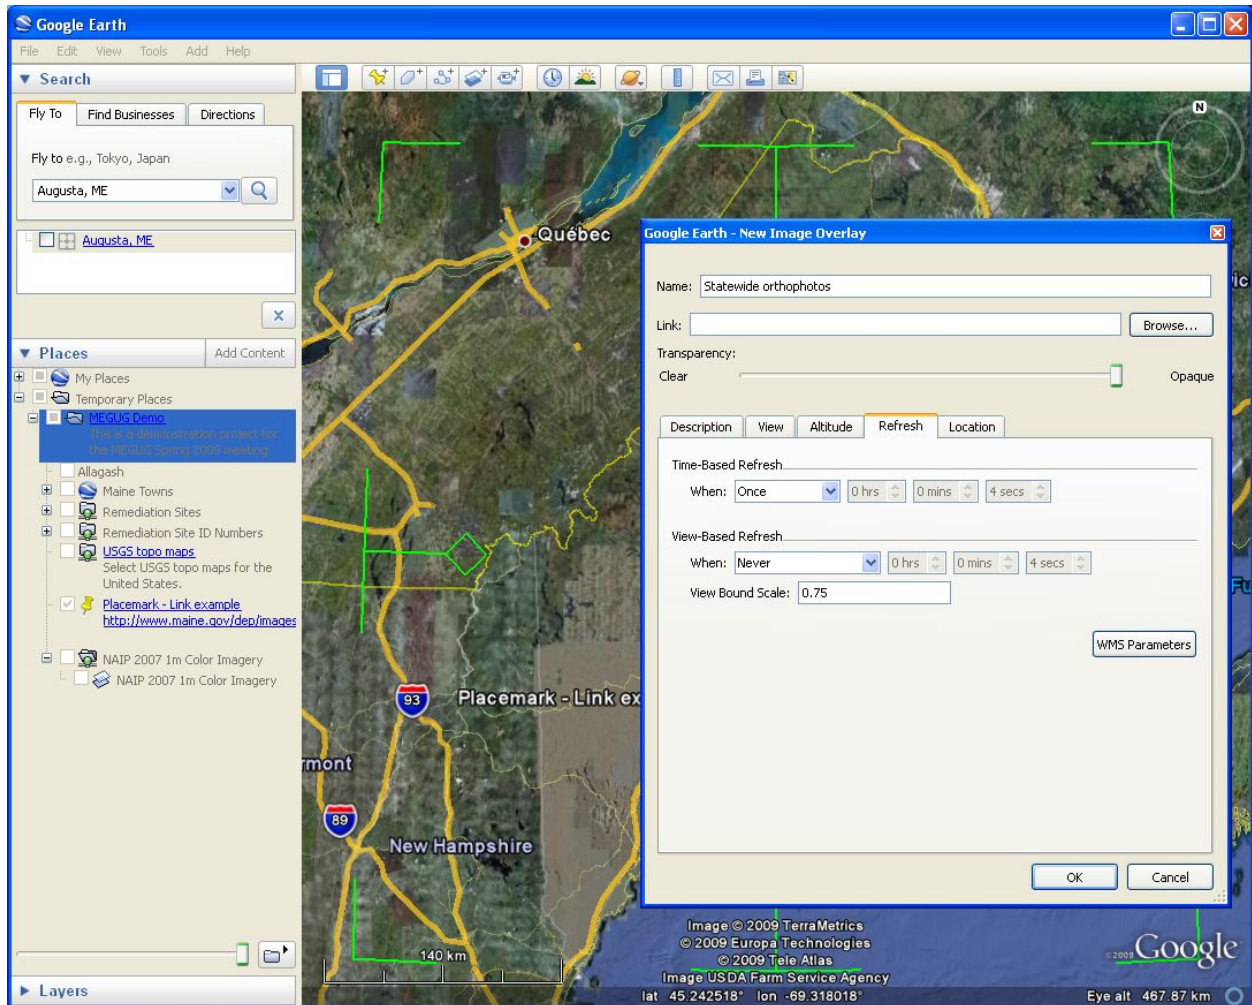 Google Earth
File Edit View Tools Add Help
Search
Fly To Find Businesses Directions
Fly to e.g., Tokyo, Japan
Augusta, ME
Augusta, ME
Places Add Content
My Places
Temporary Places
MEGUG Demo
This is a demonstration project for
the MEGUG Spring 2009 meeting.
Allagash
Maine Towns
Remediation Sites
Remediation Site ID Numbers
USGS topo maps
Select USGS topo maps for the
United States.
Placemark - Link example
http://www.maine.gov/dep/images
NAIP 2007 1m Color Imagery
NAIP 2007 1m Color Imagery
Layers
N
Québec
93
Placemark - Link ex
rmont
89
New Hampshire
140 km
Google Earth - New Image Overlay
Name: Statewide orthophotos
Link: Browse...
Transparency:
Clear Opaque
Description View Altitude Refresh Location
Time-Based Refresh
When: Once 0 hrs 0 mins 4 secs
View-Based Refresh
When: Never 0 hrs 0 mins 4 secs
View Bound Scale: 0.75
WMS Parameters
OK Cancel
Image © 2009 TerraMetrics
© 2009 Europa Technologies
© 2009 Tele Atlas
Image USDA Farm Service Agency
©2009 Google
lat 45.242518° lon -69.318018° Eye alt 467.87 km